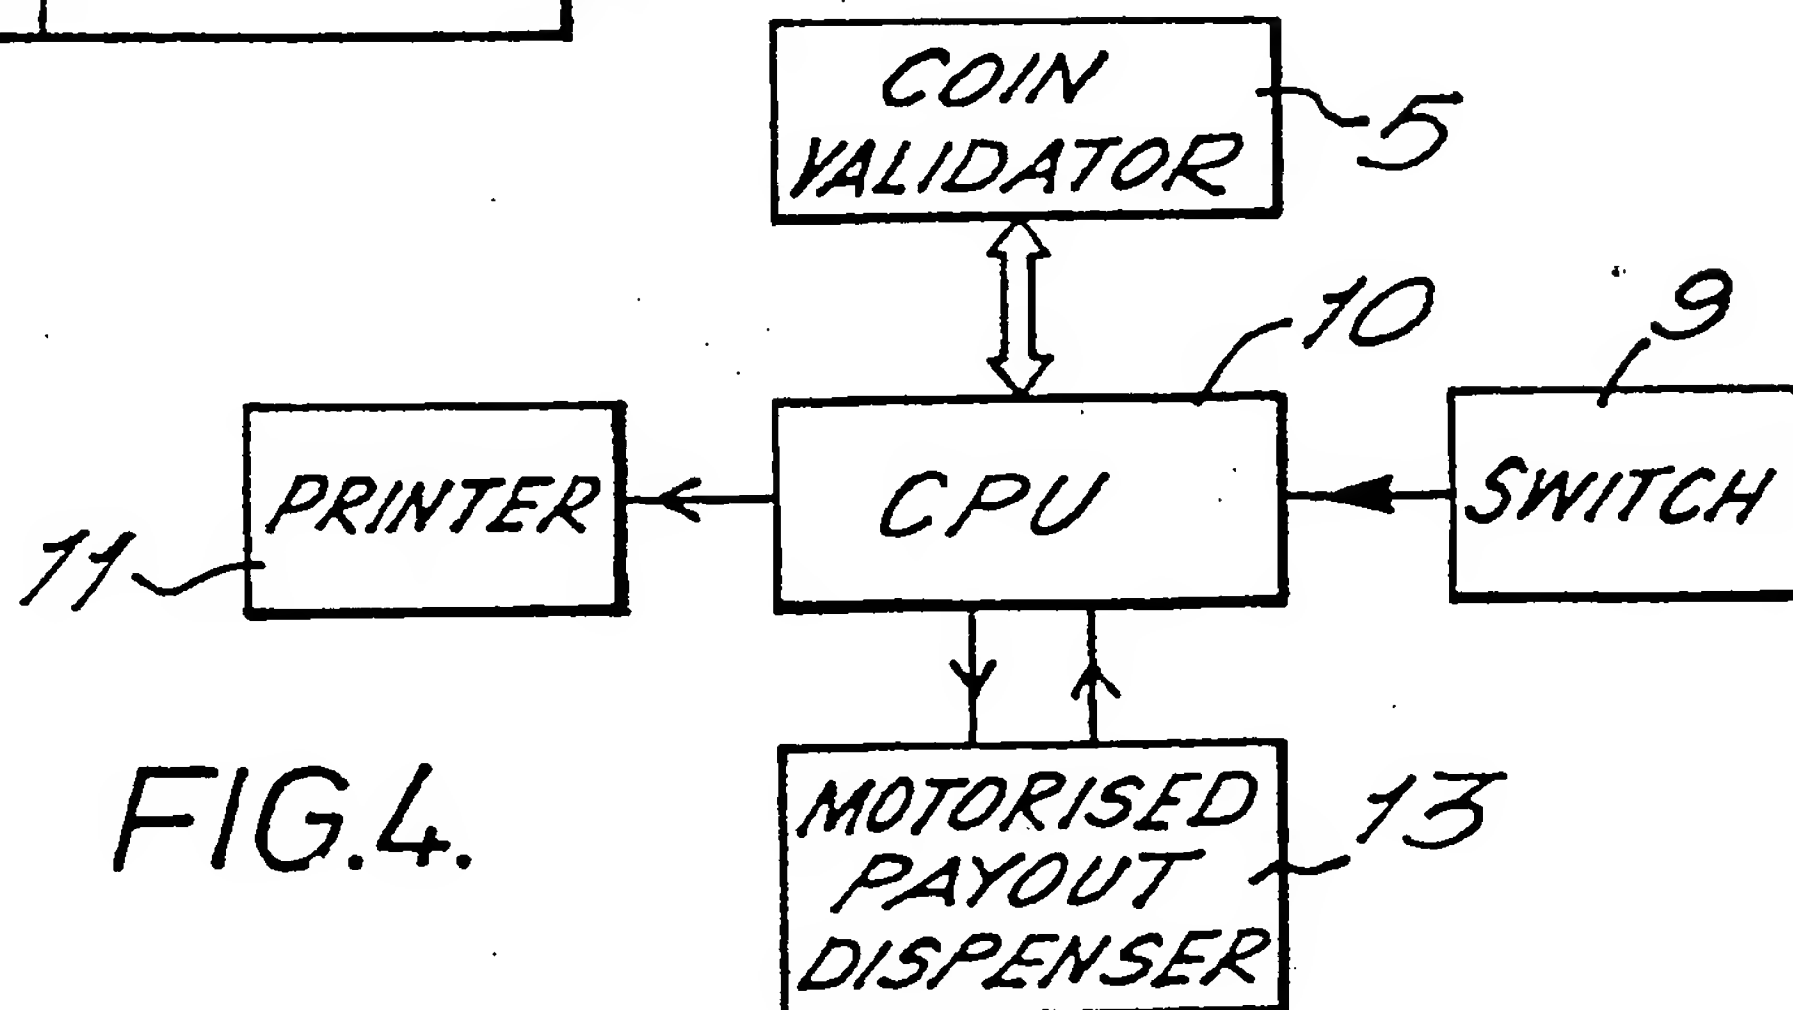 COIN
VALIDATOR
5
10
9
PRINTER
CPU
SWITCH
11
MOTORISED
PAYOUT
DISPENSER
13
FIG.4.